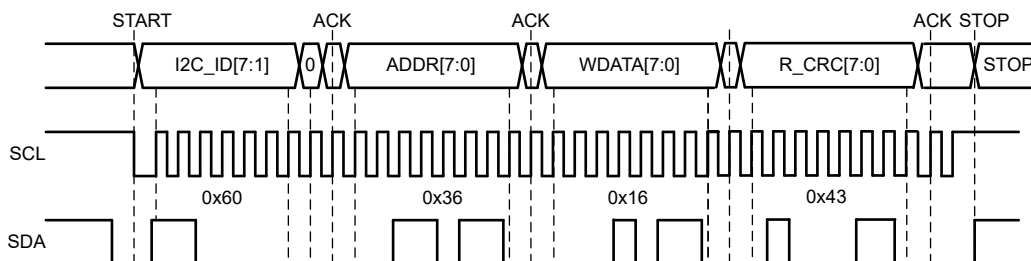 START ACK ACK ACK STOP
I2C_ID[7:1] 0 ADDR[7:0] WDATA[7:0] R_CRC[7:0] STOP
SCL
0x60 0x36 0x16 0x43
SDA